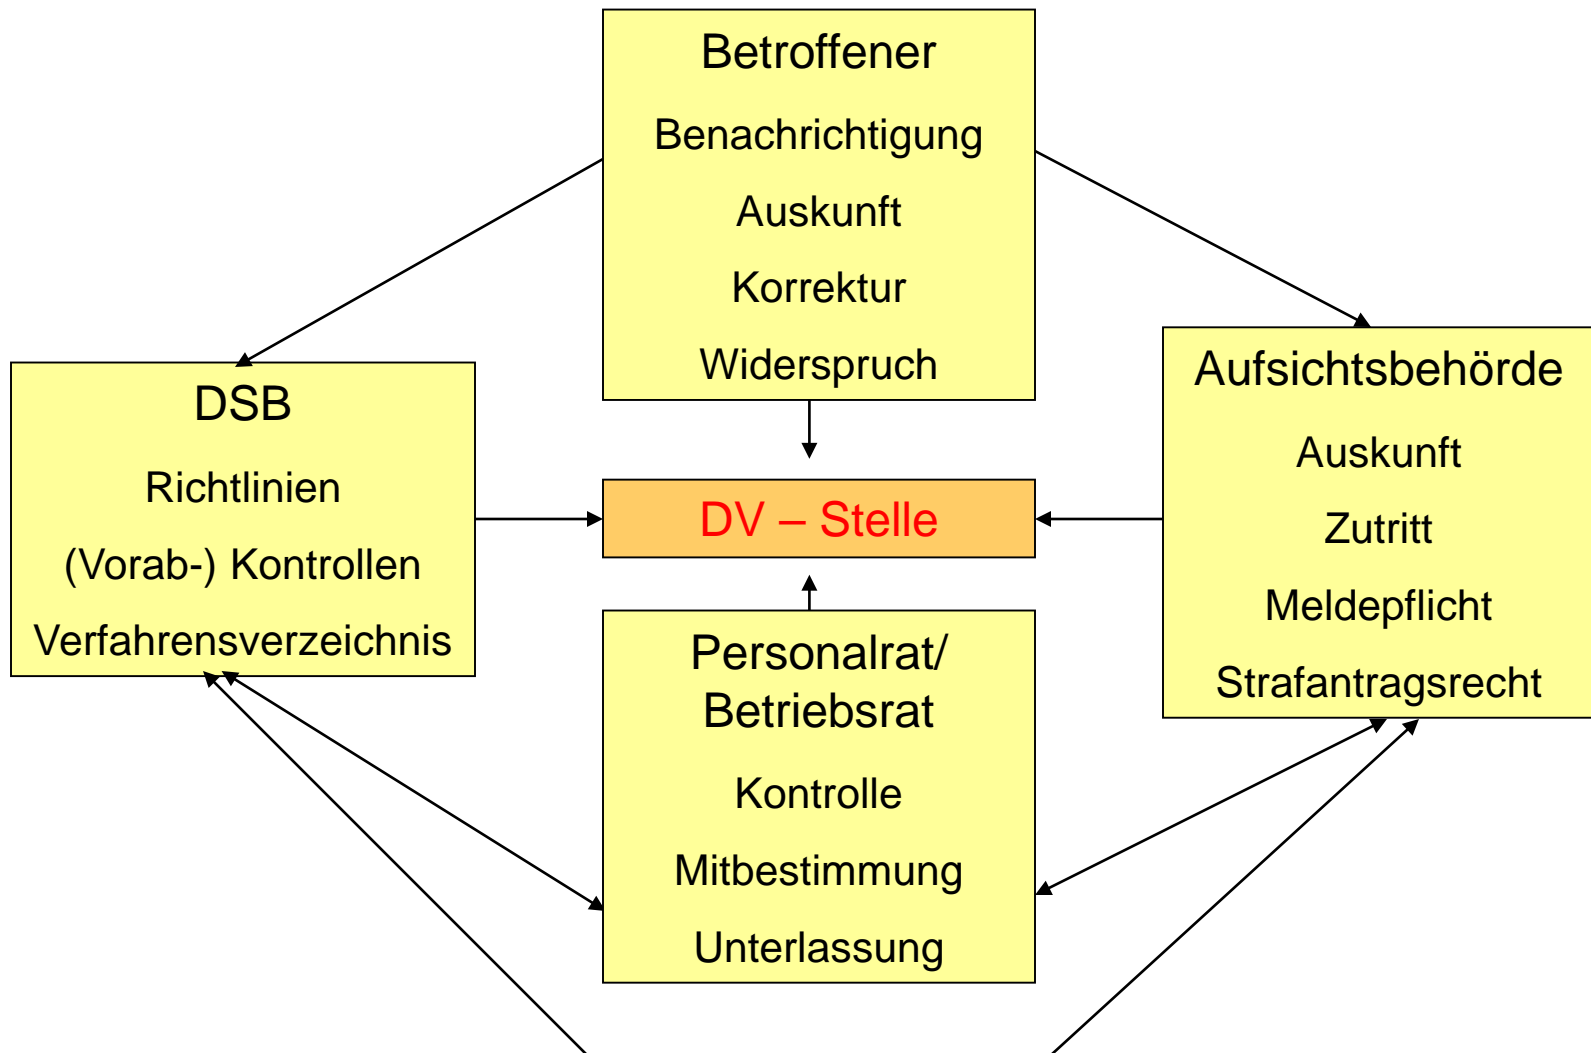 Betroffener
Benachrichtigung
Auskunft
Korrektur
Widerspruch
DSB
Richtlinien
(Vorab-) Kontrollen
Verfahrensverzeichnis
DV – Stelle
Aufsichtsbehörde
Auskunft
Zutritt
Meldepflicht
Strafantragsrecht
Personalrat/
Betriebsrat
Kontrolle
Mitbestimmung
Unterlassung